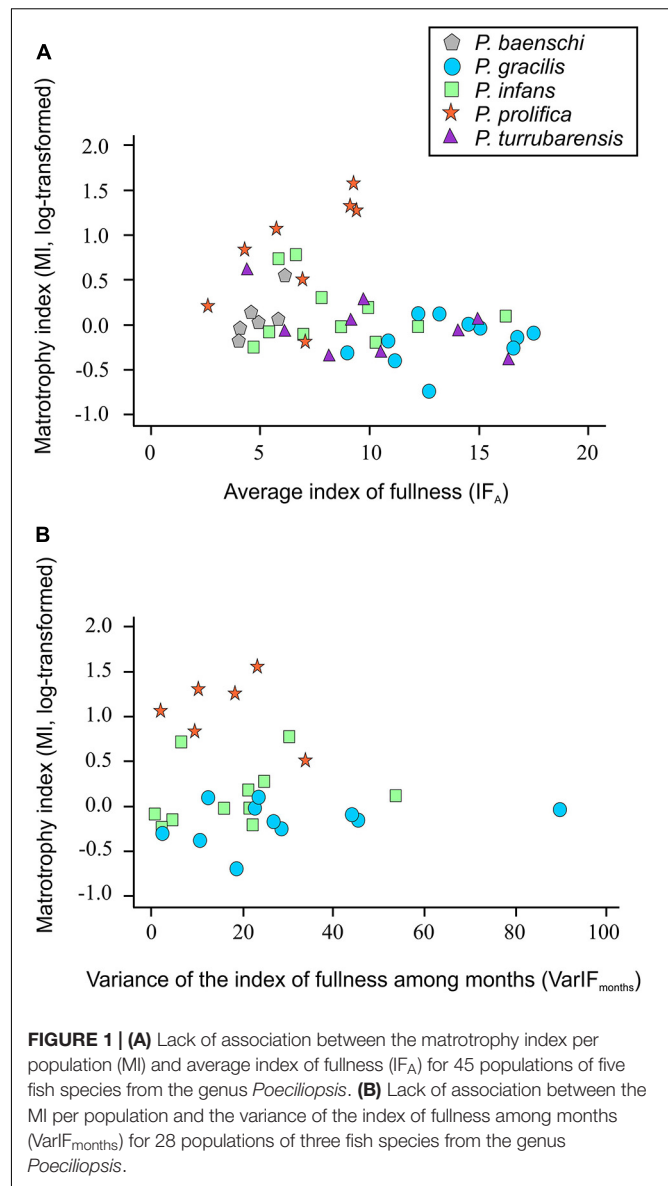 A
P. baenschi
P. gracilis
P. infans
P. prolifica
P. turrubarensis
Matrotrophy index (MI, log-transformed)
2.0
1.5
1.0
0.5
0.0
-0.5
-1.0
0 5 10 15 20
Average index of fullness (IFA)
B
Matrotrophy index (MI, log-transformed)
2.0
1.5
1.0
0.5
0.0
-0.5
-1.0
0 20 40 60 80 100
Variance of the index of fullness among months (VarIFmonths)
FIGURE 1 | (A) Lack of association between the matrotrophy index per
population (MI) and average index of fullness (IFA) for 45 populations of five
fish species from the genus Poeciliopsis. (B) Lack of association between the
MI per population and the variance of the index of fullness among months
(VarIFmonths) for 28 populations of three fish species from the genus
Poeciliopsis.